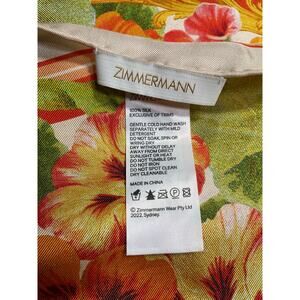 ZIMMERMANN
100% SILK
EXCLUSIVE OF TRIMS
GENTLE COLD HAND WASH
SEPARATELY WITH MILD
DETERGENT
DO NOT SOAK, SPIN OR
WRING DRY
DRY WITHOUT DELAY
AWAY FROM DIRECT
SUNLIGHT OR HEAT
DO NOT TUMBLE DRY
IRON
DO NOT SPOT CLEAN
DRY CLEANABLE
MADE IN CHINA
© Zimmermann Wear Pty Ltd
2022, Sydney.